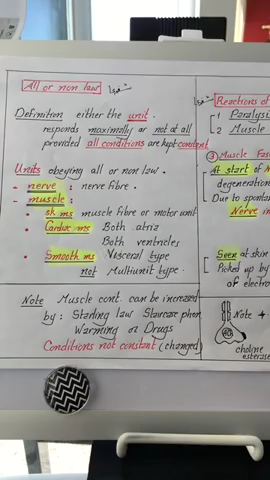 All or non law
Definition either the unit
responds maximally or not at all
provided all conditions are kept constant
Units obeying all or non law.
- nerve : nerve fibre.
- muscle :
- sk ms muscle fibre or motor unit
- Cardiac ms Both atria
Both ventricles
- Smooth ms Visceral type
not Multiunit type.
Note Muscle cont. can be increased
by : Starling law Staircase phen
Warming or Drugs
Conditions not constant (changed)
Reactions of
1 Paralysis
2 Muscle
3 Muscle Fas
At start of
degeneration
Due to spontan
Nerve in
Seen at skin
Picked up by
of electro
Note
choline
esterase